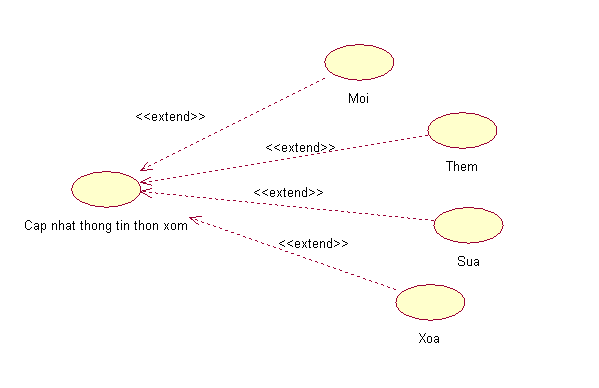 Moi
<<extend>>
<<extend>>
Them
<<extend>>
Cap nhat thong tin thon xom
<<extend>>
Sua
Xoa